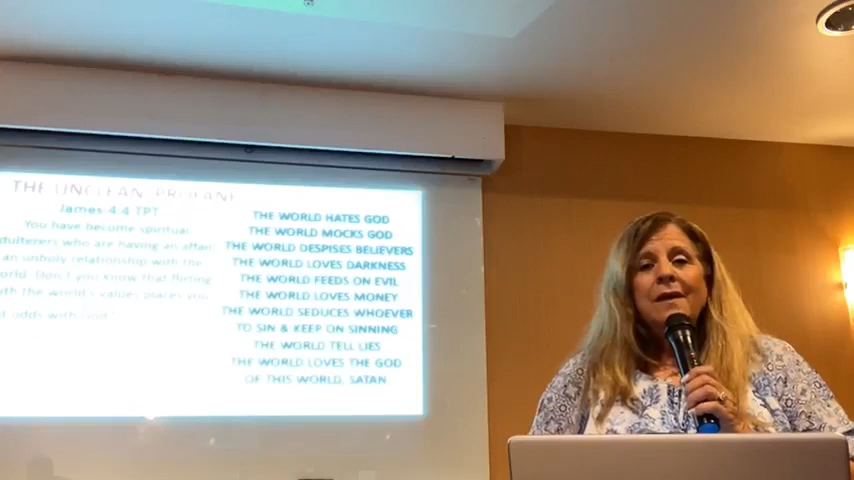 THE UNCLEAN, PROFANE
James 4:4 TPT
You have become spiritual
dulterers who are having an affair,
an unholy relationship with the
orld. Don't you know that flirting
ith the world's values places you
t odds with God?
THE WORLD HATES GOD
THE WORLD MOCKS GOD
THE WORLD DESPISES BELIEVERS
THE WORLD LOVES DARKNESS
THE WORLD FEEDS ON EVIL
THE WORLD LOVES MONEY
THE WORLD SEDUCES WHOEVER
TO SIN & KEEP ON SINNING
THE WORLD TELL LIES
THE WORLD LOVES THE GOD
OF THIS WORLD, SATAN